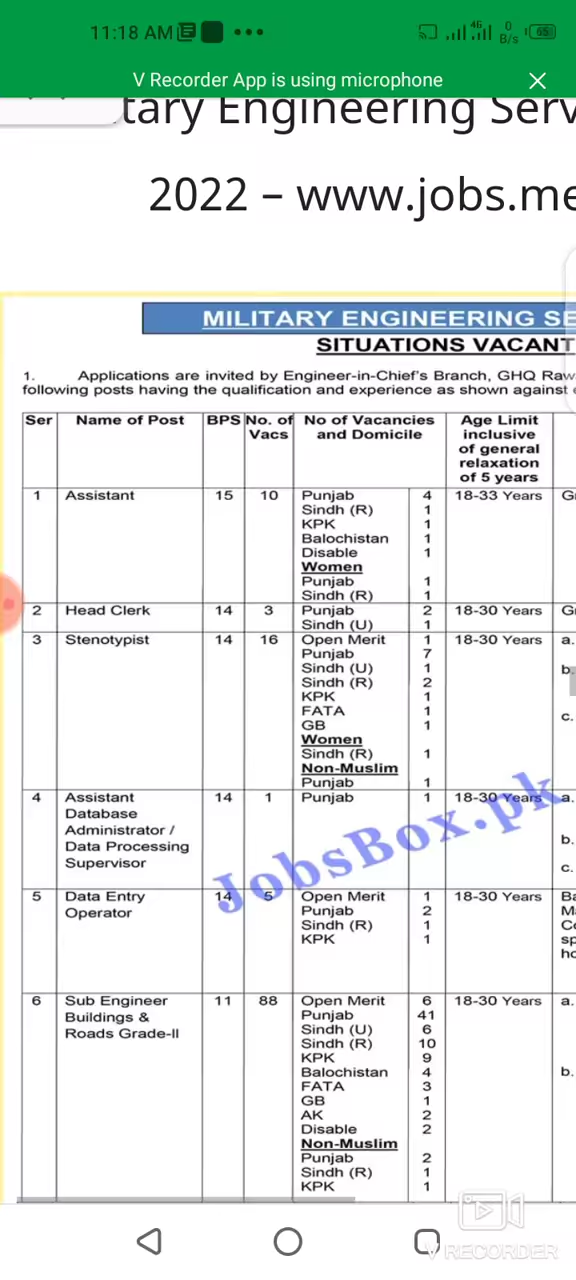 11:18 AM
4G 0 B/s 65
V Recorder App is using microphone
tary Engineering Serv
2022 – www.jobs.me
MILITARY ENGINEERING SE
SITUATIONS VACANT
1. Applications are invited by Engineer-in-Chief's Branch, GHQ Raw
following posts having the qualification and experience as shown against
Ser Name of Post BPS No. of Vacs No of Vacancies and Domicile Age Limit inclusive of general relaxation of 5 years
1 Assistant 15 10 Punjab 4 18-33 Years
Sindh (R) 1
KPK 1
Balochistan 1
Disable 1
Women
Punjab 1
Sindh (R) 1
2 Head Clerk 14 3 Punjab 2 18-30 Years
Sindh (U) 1
3 Stenotypist 14 16 Open Merit 1 18-30 Years a.
Punjab 7
Sindh (U) 1 b.
Sindh (R) 2
KPK 1
FATA 1 c.
GB 1
Women
Sindh (R) 1
Non-Muslim
Punjab 1
4 Assistant 14 1 Punjab 1 18-30 Years a.
Database
Administrator / b.
Data Processing
Supervisor c.
JobsBox.pk
5 Data Entry 14 5 Open Merit 1 18-30 Years Ba
Operator Punjab 2 Ma
Sindh (R) 1 Co
KPK 1 sp
ho
6 Sub Engineer 11 88 Open Merit 6 18-30 Years a.
Buildings & Punjab 41
Roads Grade-II Sindh (U) 6
Sindh (R) 10
KPK 9
Balochistan 4 b.
FATA 3
GB 1
AK 2
Disable 2
Non-Muslim
Punjab 2
Sindh (R) 1
KPK 1
V RECORDER